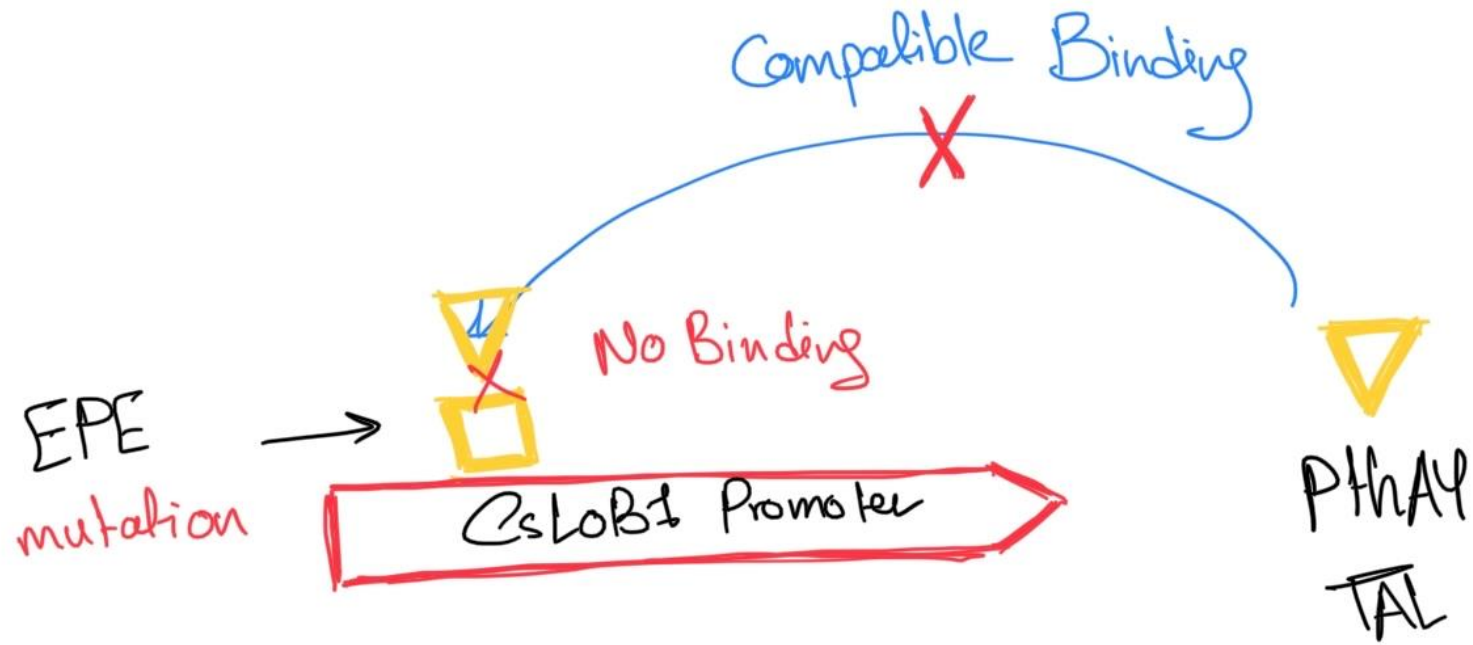 Compatible Binding
No Binding
EPE
mutation
CsLOB1 Promoter
PthA4
TAL